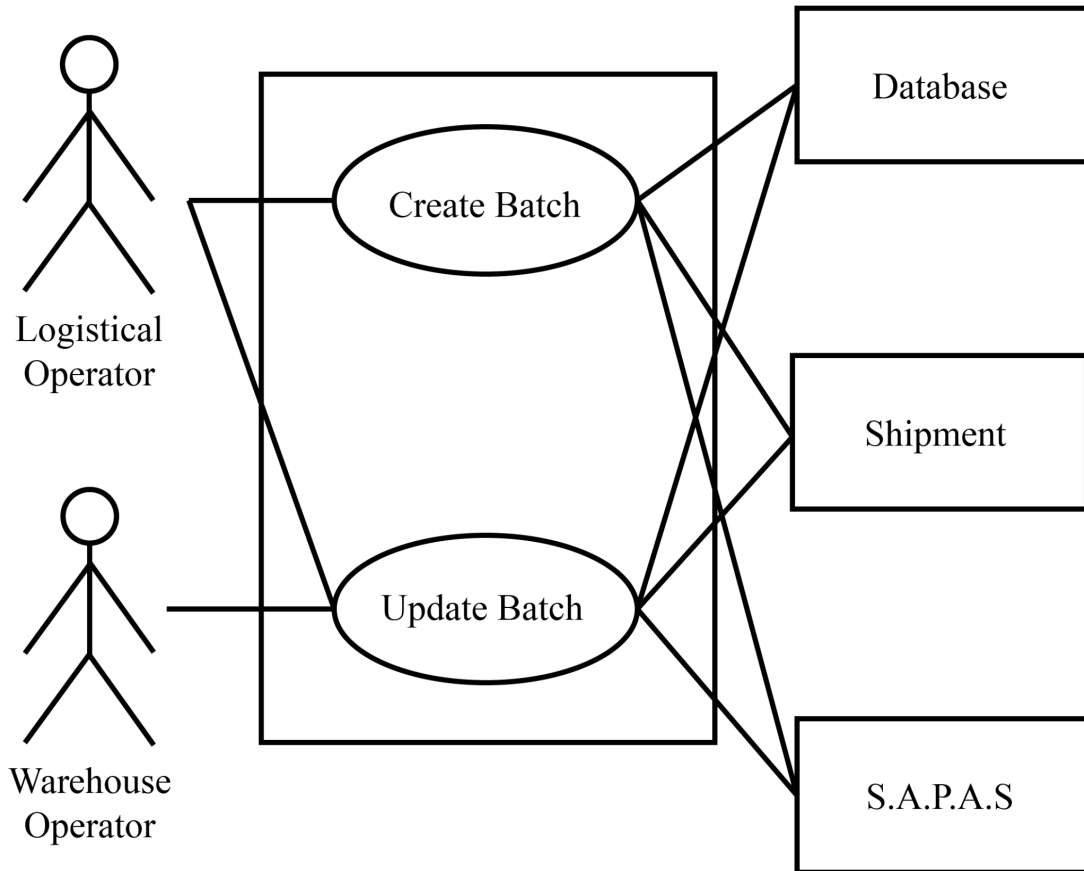 Logistical
Operator
Warehouse
Operator
Create Batch
Update Batch
Database
Shipment
S.A.P.A.S